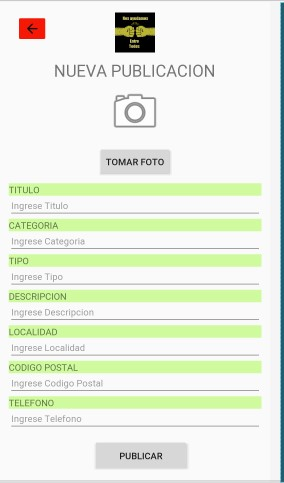 Nos ayudamos
Entre
Todos
NUEVA PUBLICACION
TOMAR FOTO
TITULO
Ingrese Titulo
CATEGORIA
Ingrese Categoria
TIPO
Ingrese Tipo
DESCRIPCION
Ingrese Descripcion
LOCALIDAD
Ingrese Localidad
CODIGO POSTAL
Ingrese Codigo Postal
TELEFONO
Ingrese Telefono
PUBLICAR